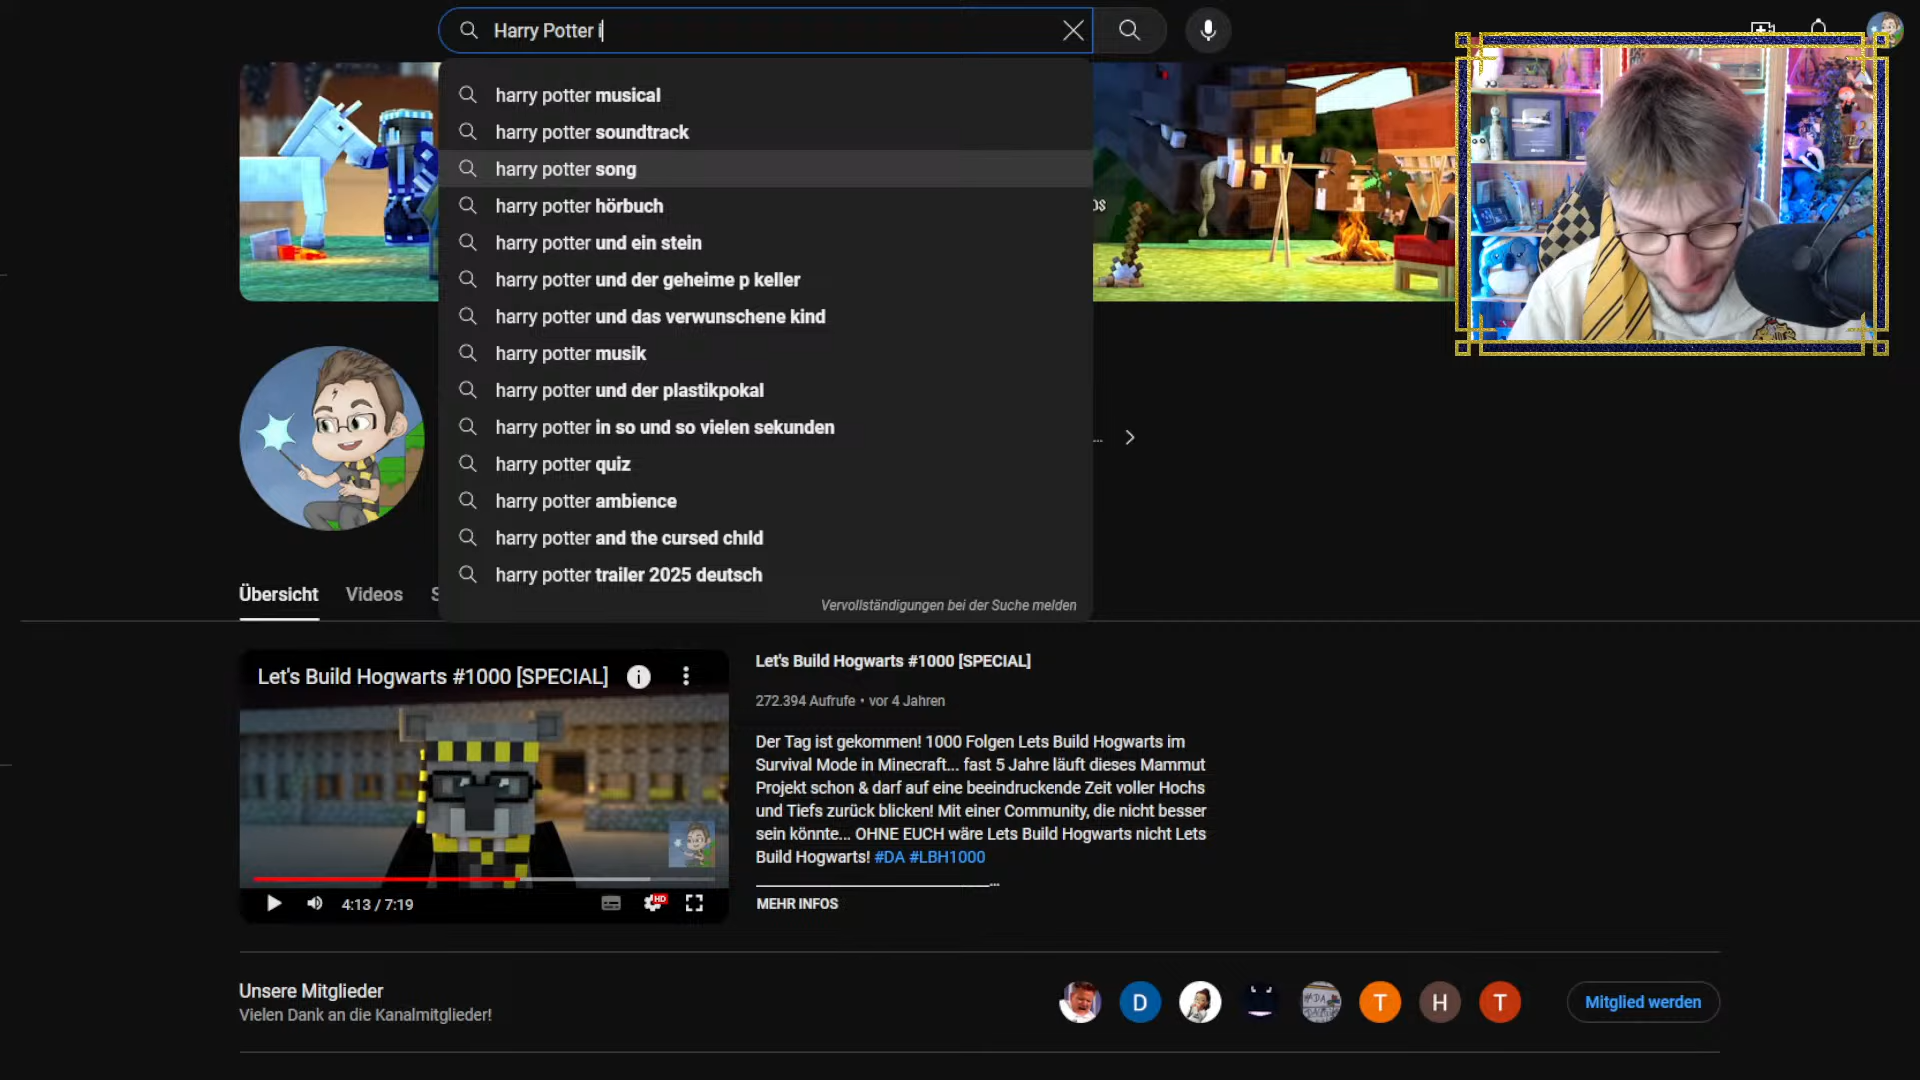 Harry Potter i
harry potter musical
harry potter soundtrack
harry potter song
harry potter hörbuch
harry potter und ein stein
harry potter und der geheime p keller
harry potter und das verwunschene kind
harry potter musik
harry potter und der plastikpokal
harry potter in so und so vielen sekunden
harry potter quiz
harry potter ambience
harry potter and the cursed child
harry potter trailer 2025 deutsch
Vervollständigungen bei der Suche melden
...
Übersicht
Videos
S
Let's Build Hogwarts #1000 [SPECIAL]
4:13 / 7:19
HD
Let's Build Hogwarts #1000 [SPECIAL]
272.394 Aufrufe • vor 4 Jahren
Der Tag ist gekommen! 1000 Folgen Lets Build Hogwarts im
Survival Mode in Minecraft... fast 5 Jahre läuft dieses Mammut
Projekt schon & darf auf eine beeindruckende Zeit voller Hochs
und Tiefs zurück blicken! Mit einer Community, die nicht besser
sein könnte... OHNE EUCH wäre Lets Build Hogwarts nicht Lets
Build Hogwarts! #DA #LBH1000
MEHR INFOS
Unsere Mitglieder
Vielen Dank an die Kanalmitglieder!
D
#DA
T
H
T
Mitglied werden